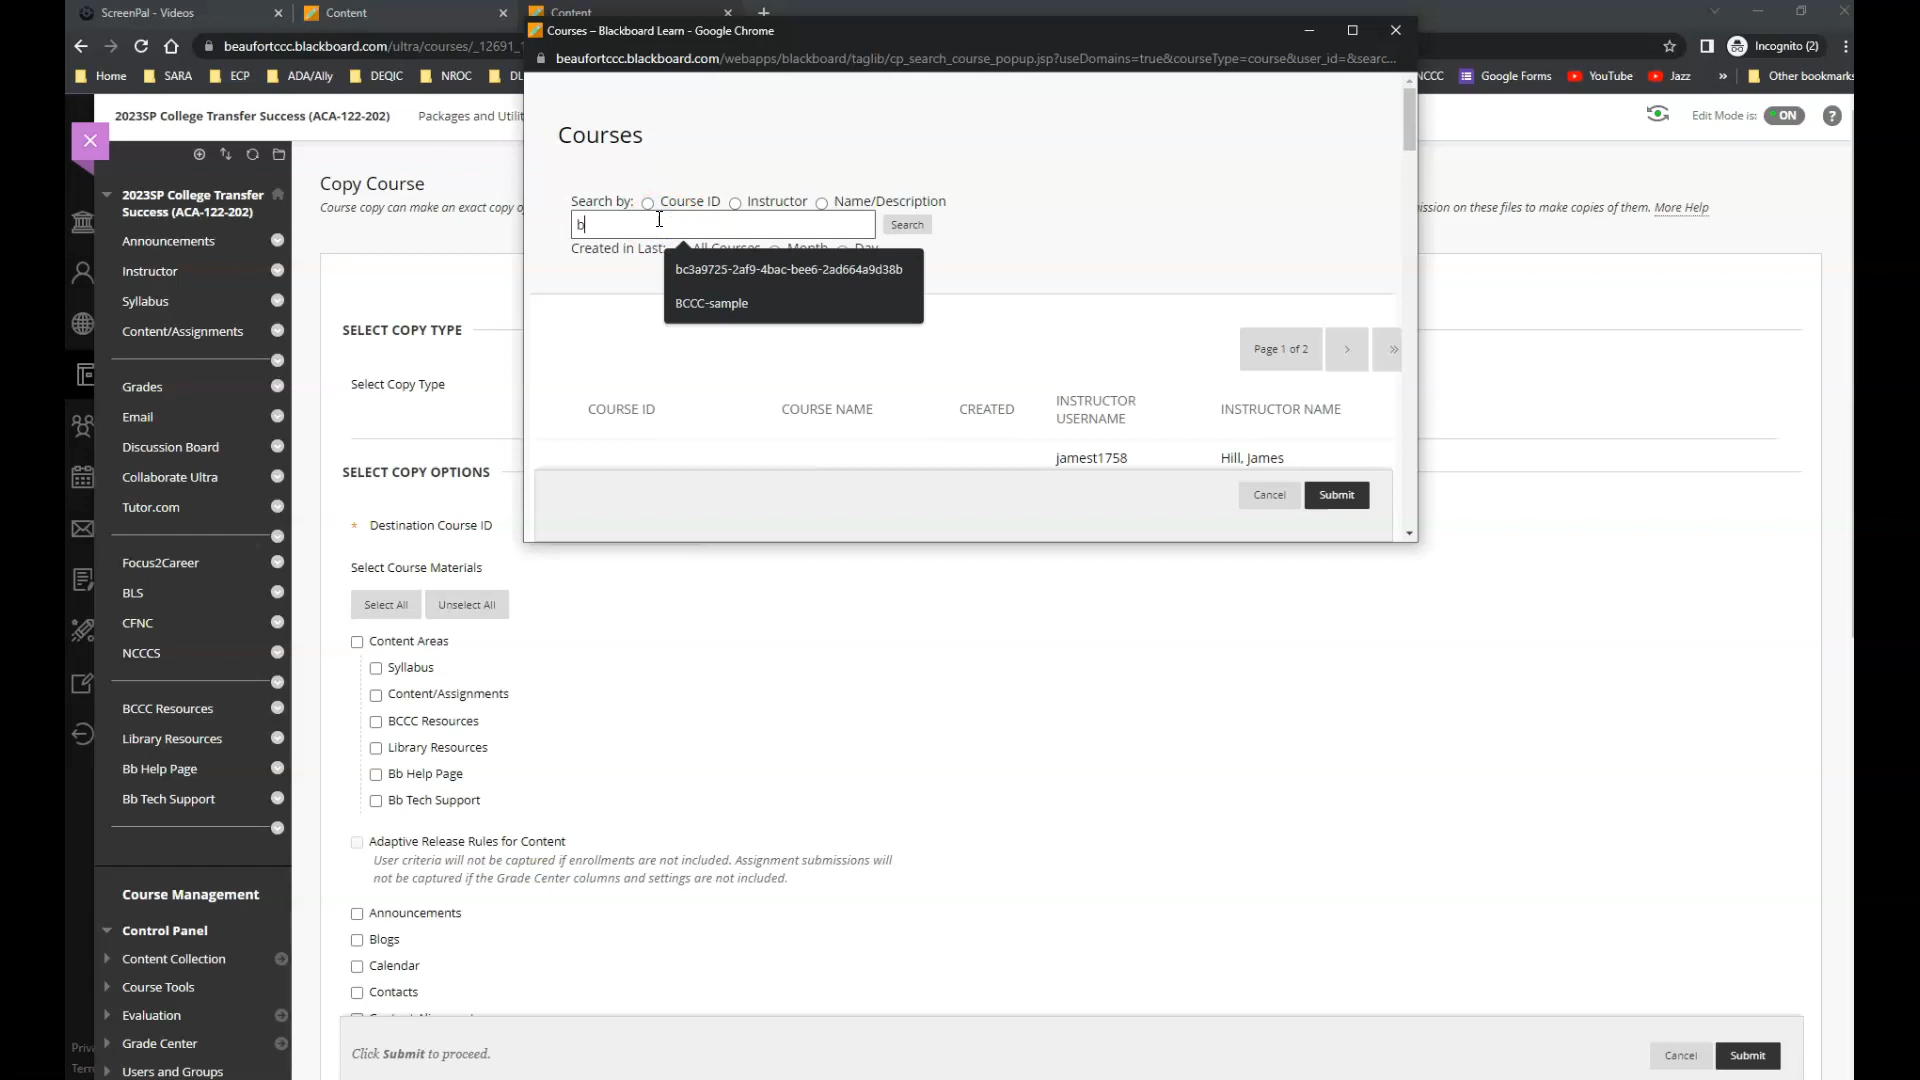 ScreenPal - Videos
Content
Content
Courses – Blackboard Learn - Google Chrome
beaufortccc.blackboard.com/ultra/courses/_12691_1
beaufortccc.blackboard.com/webapps/blackboard/taglib/cp_search_course_popup.jsp?useDomains=true&courseType=course&user_id=&searc...
Incognito (2)
Home
SARA
ECP
ADA/Ally
DEQIC
NROC
NCCC
Google Forms
YouTube
Jazz
»
Other bookmarks
2023SP College Transfer Success (ACA-122-202)
Packages and Utilit
Edit Mode is:
ON
?
2023SP College Transfer
Success (ACA-122-202)
Announcements
Instructor
Syllabus
Content/Assignments
Grades
Email
Discussion Board
Collaborate Ultra
Tutor.com
Focus2Career
BLS
CFNC
NCCCS
BCCC Resources
Library Resources
Bb Help Page
Bb Tech Support
Course Management
Control Panel
Content Collection
Course Tools
Evaluation
Grade Center
Users and Groups
Priv
Term
Copy Course
Course copy can make an exact copy o
ission on these files to make copies of them. More Help
SELECT COPY TYPE
Select Copy Type
SELECT COPY OPTIONS
* Destination Course ID
Select Course Materials
Select All
Unselect All
Content Areas
Syllabus
Content/Assignments
BCCC Resources
Library Resources
Bb Help Page
Bb Tech Support
Adaptive Release Rules for Content
User criteria will not be captured if enrollments are not included. Assignment submissions will
not be captured if the Grade Center columns and settings are not included.
Announcements
Blogs
Calendar
Contacts
Click Submit to proceed.
Cancel
Submit
Courses
Search by: Course ID Instructor Name/Description
b
Search
Created in Last: All Courses Month Day
bc3a9725-2af9-4bac-bee6-2ad664a9d38b
BCCC-sample
Page 1 of 2
>
»
COURSE ID
COURSE NAME
CREATED
INSTRUCTOR
USERNAME
INSTRUCTOR NAME
jamest1758
Hill, James
Cancel
Submit